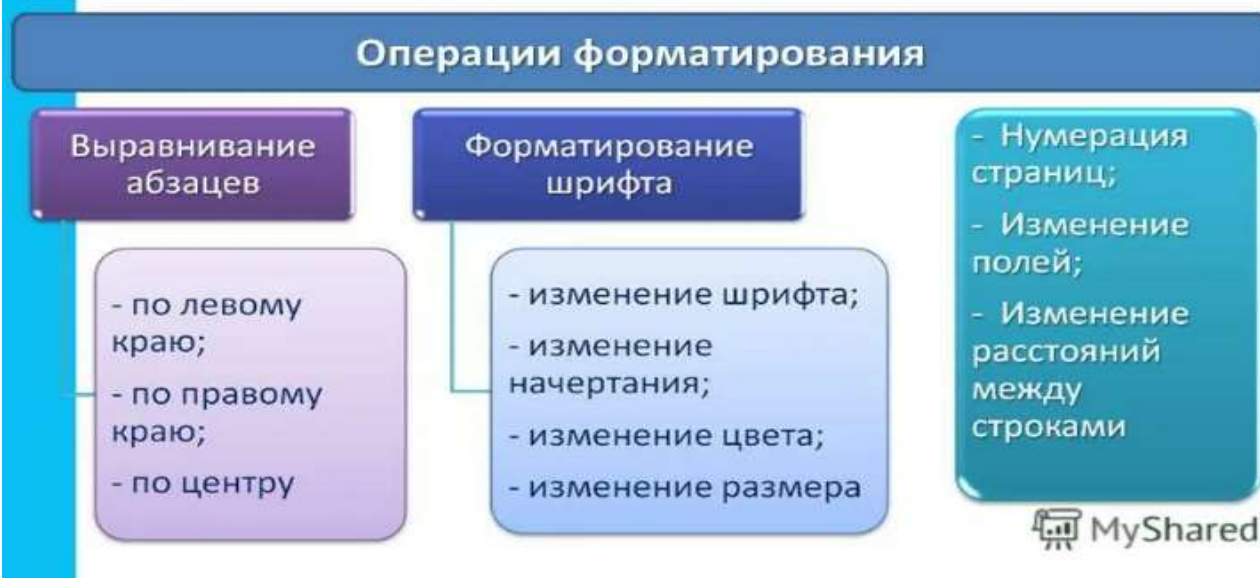 Операции форматирования
Выравнивание
абзацев
- по левому
краю;
- по правому
краю;
- по центру
Форматирование
шрифта
- изменение шрифта;
- изменение
начертания;
- изменение цвета;
- изменение размера
- Нумерация
страниц;
- Изменение
полей;
- Изменение
расстояний
между
строками
MyShared